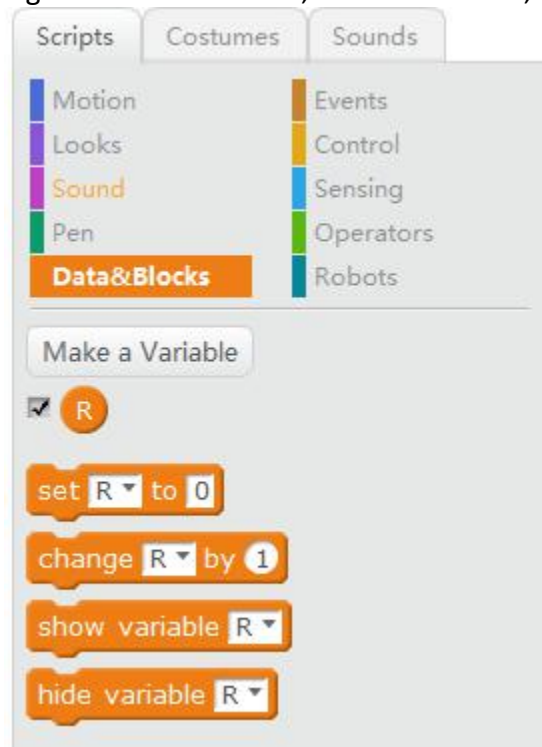 Scripts Costumes Sounds
Motion Events
Looks Control
Sound Sensing
Pen Operators
Data&Blocks Robots
Make a Variable
R
set R to 0
change R by 1
show variable R
hide variable R